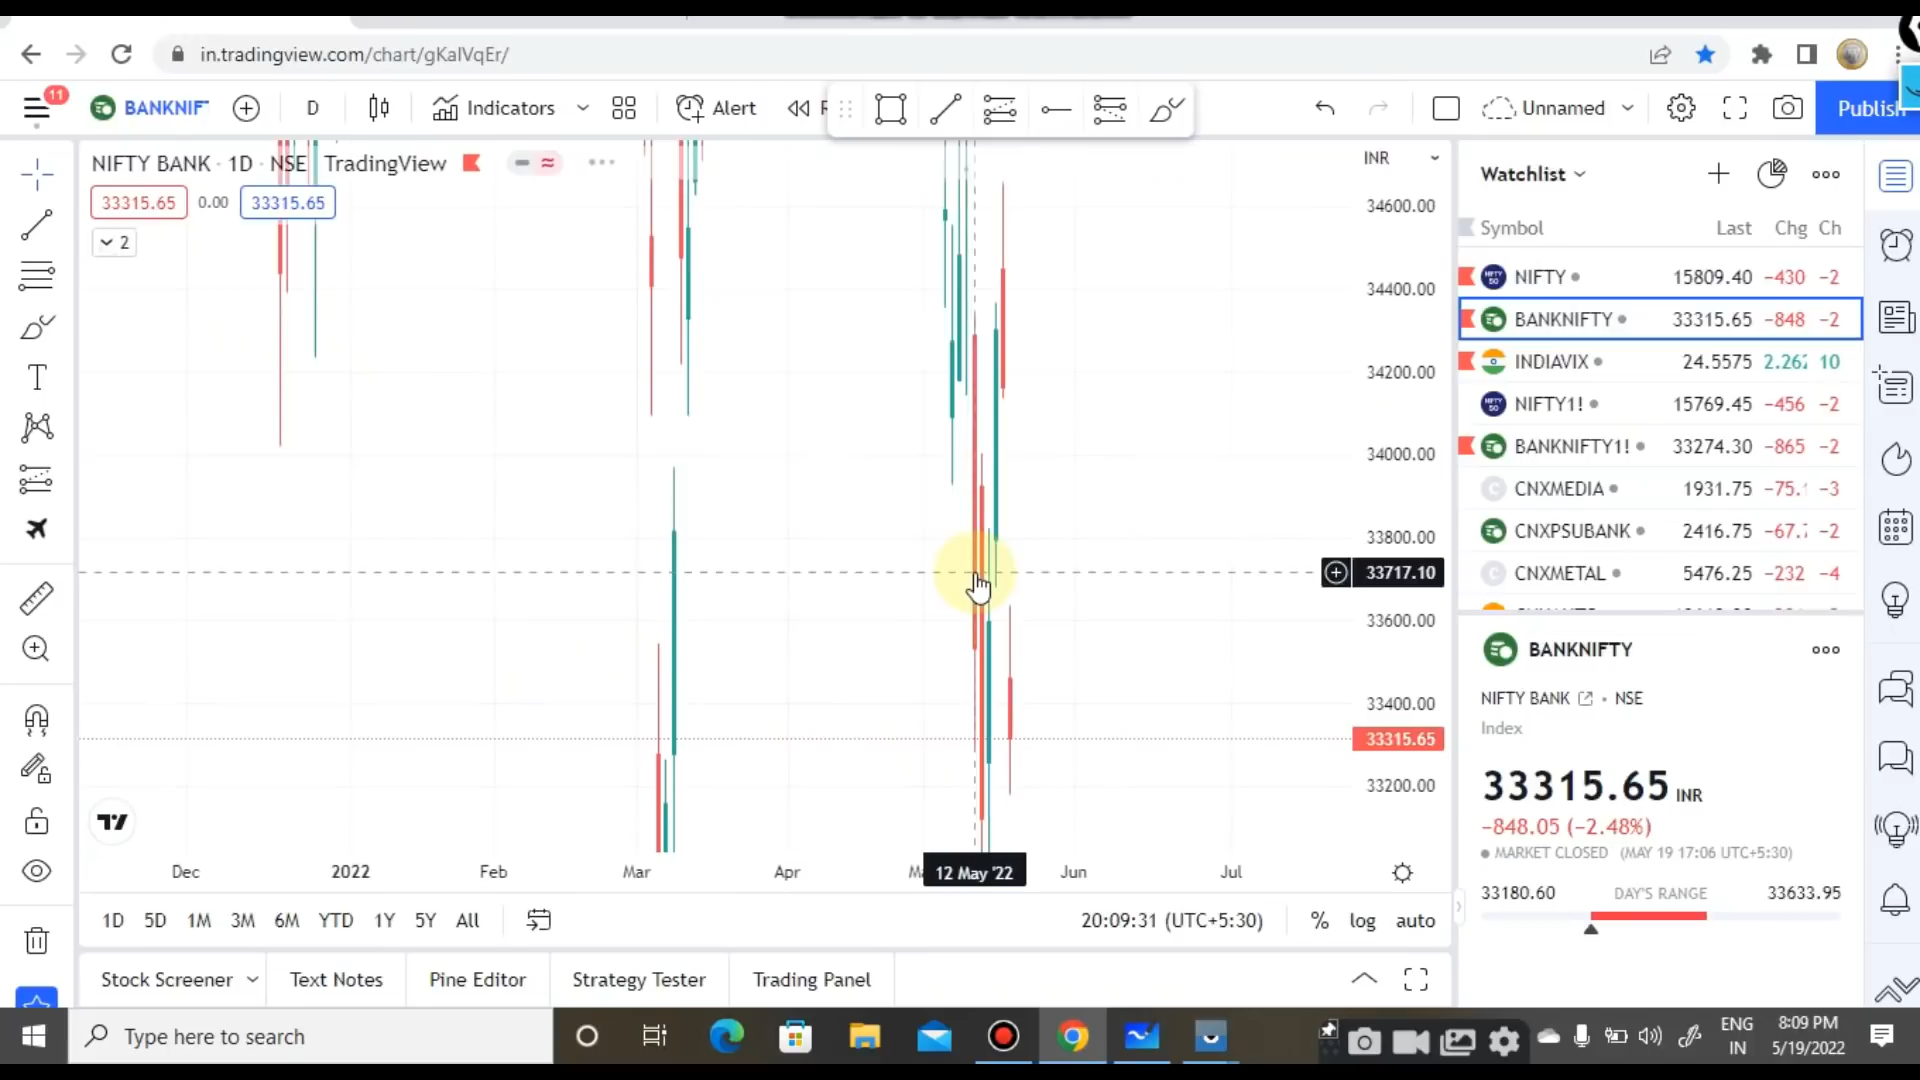 in.tradingview.com/chart/gKalVqEr/
11
BANKNIF
D
Indicators
Alert
Unnamed
Publish
NIFTY BANK · 1D · NSE TradingView
33315.65 0.00 33315.65
2
INR
34600.00
34400.00
34200.00
34000.00
33800.00
33717.10
33600.00
33400.00
33315.65
33200.00
Dec 2022 Feb Mar Apr 12 May '22 Jun Jul
1D 5D 1M 3M 6M YTD 1Y 5Y All
20:09:31 (UTC+5:30) % log auto
Stock Screener Text Notes Pine Editor Strategy Tester Trading Panel
Watchlist
Symbol Last Chg Ch
NIFTY 15809.40 −430 −2
BANKNIFTY 33315.65 −848 −2
INDIAVIX 24.5575 2.262 10
NIFTY1! 15769.45 −456 −2
BANKNIFTY1! 33274.30 −865 −2
CNXMEDIA 1931.75 −75. −3
CNXPSUBANK 2416.75 −67. −2
CNXMETAL 5476.25 −232 −4
BANKNIFTY
NIFTY BANK · NSE
Index
33315.65 INR
−848.05 (−2.48%)
MARKET CLOSED (MAY 19 17:06 UTC+5:30)
33180.60 DAY'S RANGE 33633.95
Type here to search
ENG
IN
8:09 PM
5/19/2022